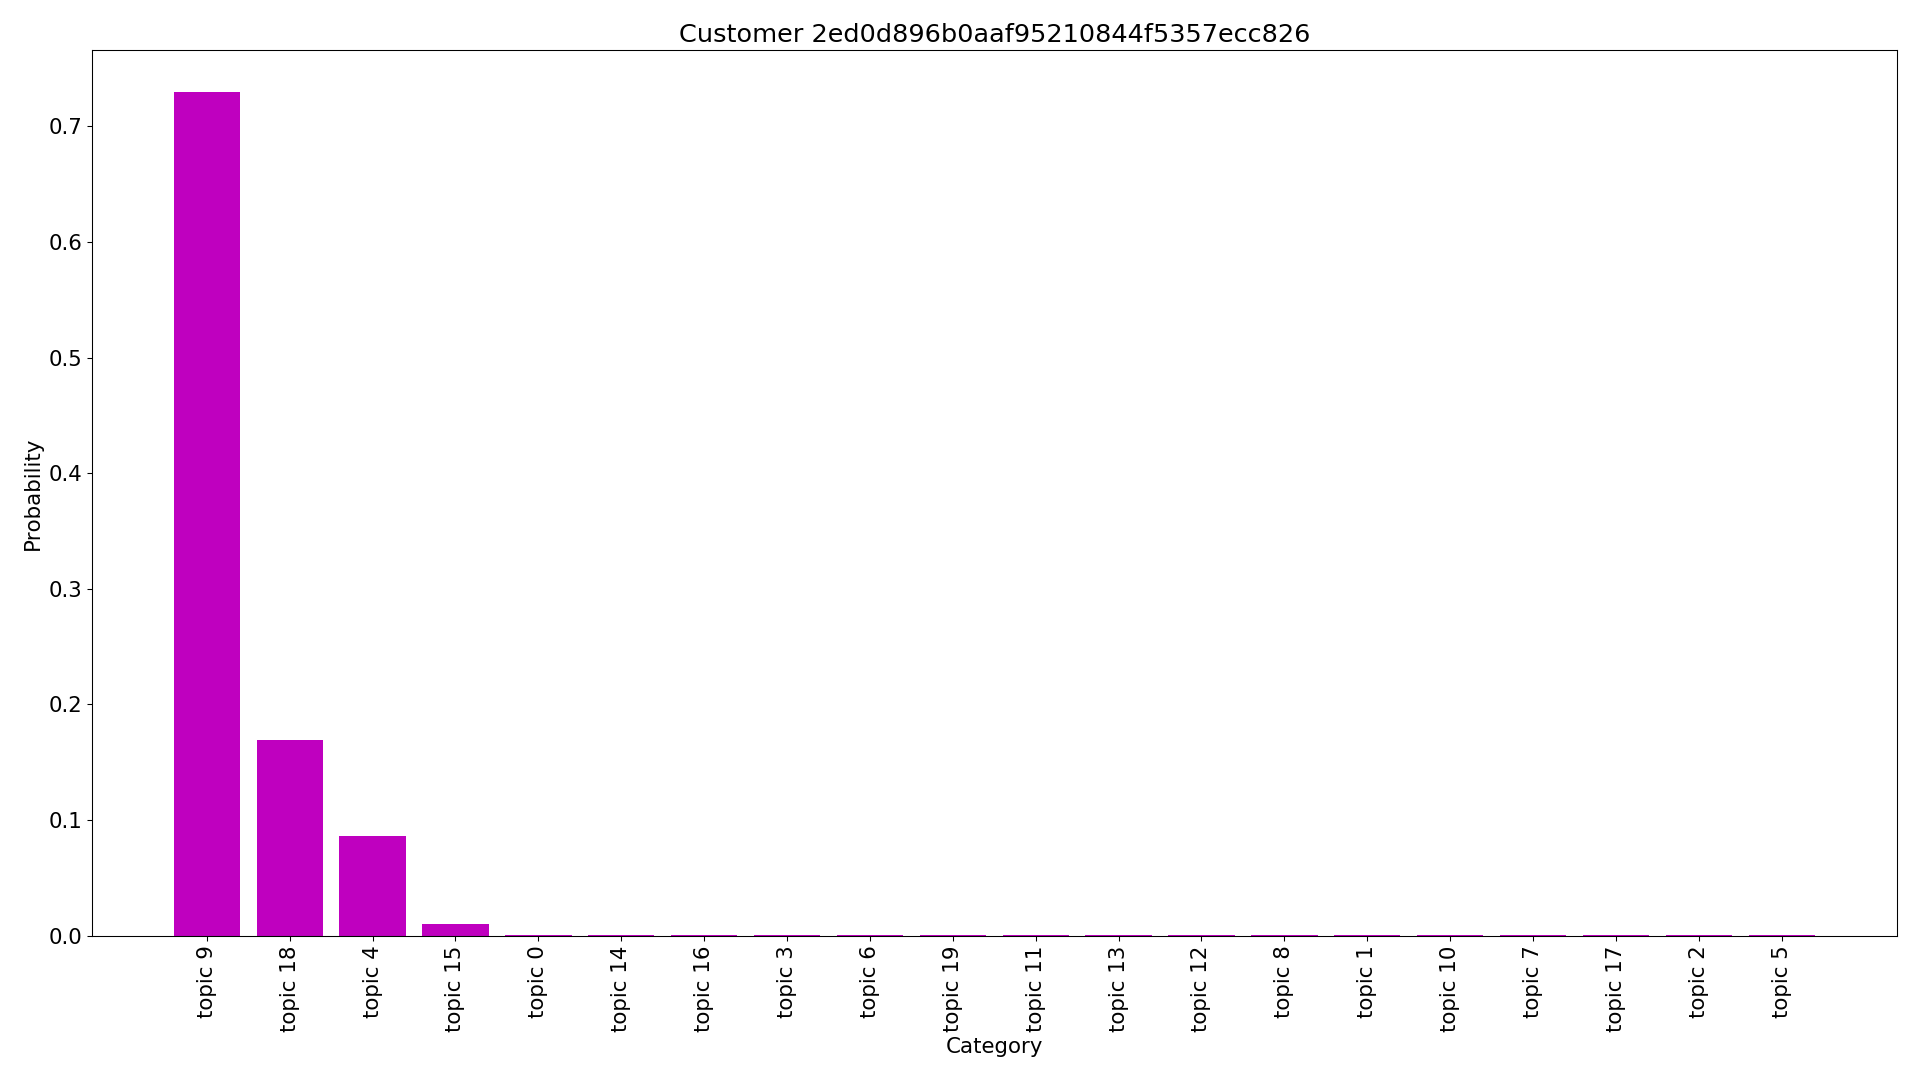 Customer 2ed0d896b0aaf95210844f5357ecc826
Probability
0.7
0.6
0.5
0.4
0.3
0.2
0.1
0.0
topic 9
topic 18
topic 4
topic 15
topic 0
topic 14
topic 16
topic 3
topic 6
topic 19
topic 11
topic 13
topic 12
topic 8
topic 1
topic 10
topic 7
topic 17
topic 2
topic 5
Category